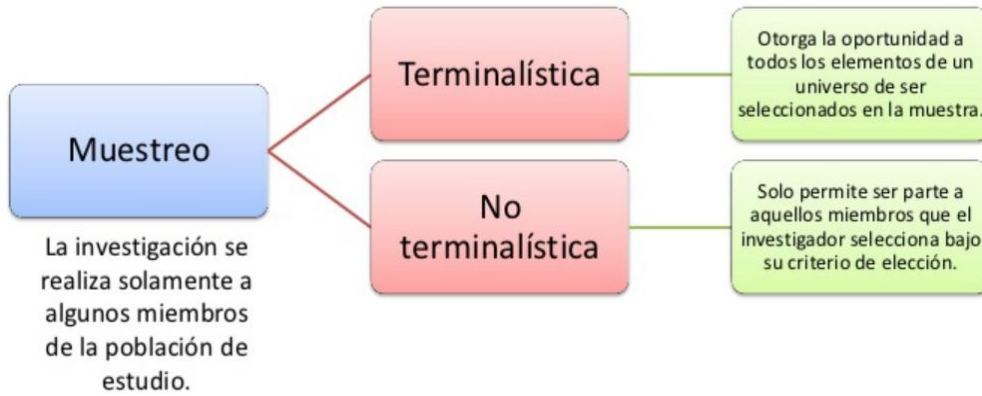 Muestreo
La investigación se
realiza solamente a
algunos miembros
de la población de
estudio.
Terminalística
Otorga la oportunidad a
todos los elementos de un
universo de ser
seleccionados en la muestra.
No
terminalística
Solo permite ser parte a
aquellos miembros que el
investigador selecciona bajo
su criterio de elección.